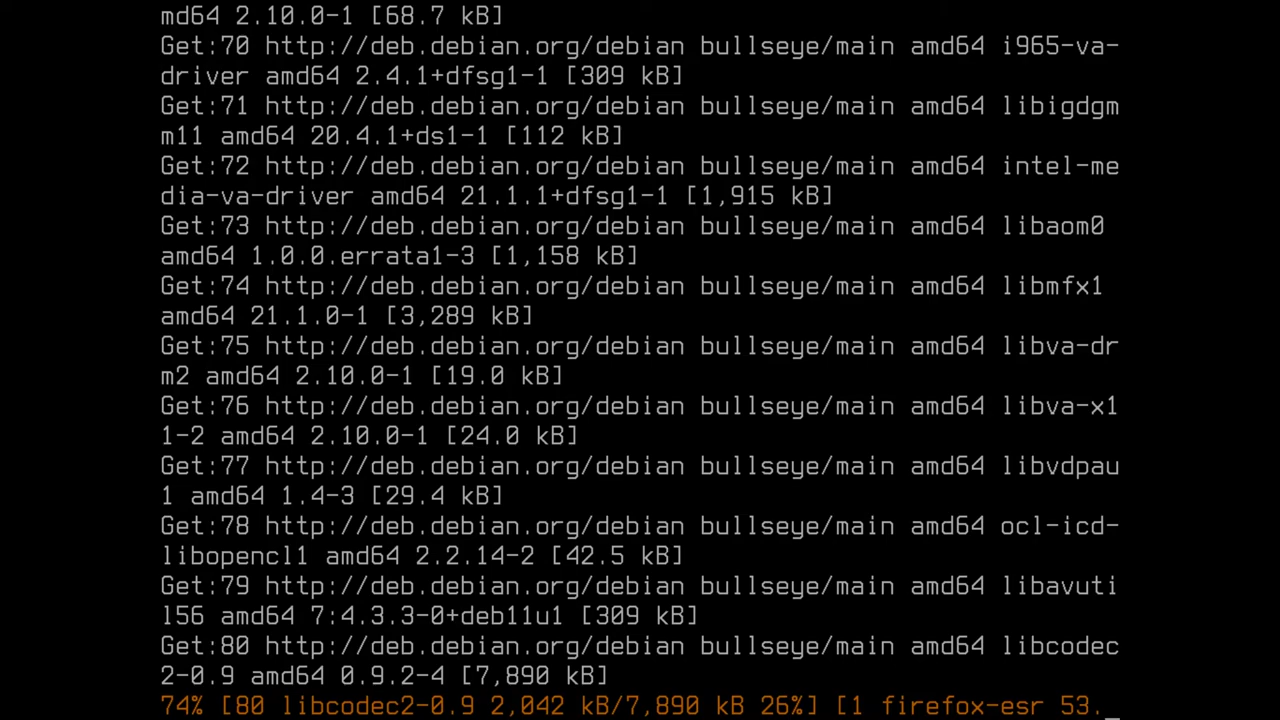 md64 2.10.0-1 [68.7 kB]
Get:70 http://deb.debian.org/debian bullseye/main amd64 i965-va-
driver amd64 2.4.1+dfsg1-1 [309 kB]
Get:71 http://deb.debian.org/debian bullseye/main amd64 libigdgm
m11 amd64 20.4.1+ds1-1 [112 kB]
Get:72 http://deb.debian.org/debian bullseye/main amd64 intel-me
dia-va-driver amd64 21.1.1+dfsg1-1 [1,915 kB]
Get:73 http://deb.debian.org/debian bullseye/main amd64 libaom0
amd64 1.0.0.errata1-3 [1,158 kB]
Get:74 http://deb.debian.org/debian bullseye/main amd64 libmfx1
amd64 21.1.0-1 [3,289 kB]
Get:75 http://deb.debian.org/debian bullseye/main amd64 libva-dr
m2 amd64 2.10.0-1 [19.0 kB]
Get:76 http://deb.debian.org/debian bullseye/main amd64 libva-x1
1-2 amd64 2.10.0-1 [24.0 kB]
Get:77 http://deb.debian.org/debian bullseye/main amd64 libvdpau
1 amd64 1.4-3 [29.4 kB]
Get:78 http://deb.debian.org/debian bullseye/main amd64 ocl-icd-
libopencl1 amd64 2.2.14-2 [42.5 kB]
Get:79 http://deb.debian.org/debian bullseye/main amd64 libavuti
l56 amd64 7:4.3.3-0+deb11u1 [309 kB]
Get:80 http://deb.debian.org/debian bullseye/main amd64 libcodec
2-0.9 amd64 0.9.2-4 [7,890 kB]
74% [80 libcodec2-0.9 2,042 kB/7,890 kB 26%] [1 firefox-esr 53._